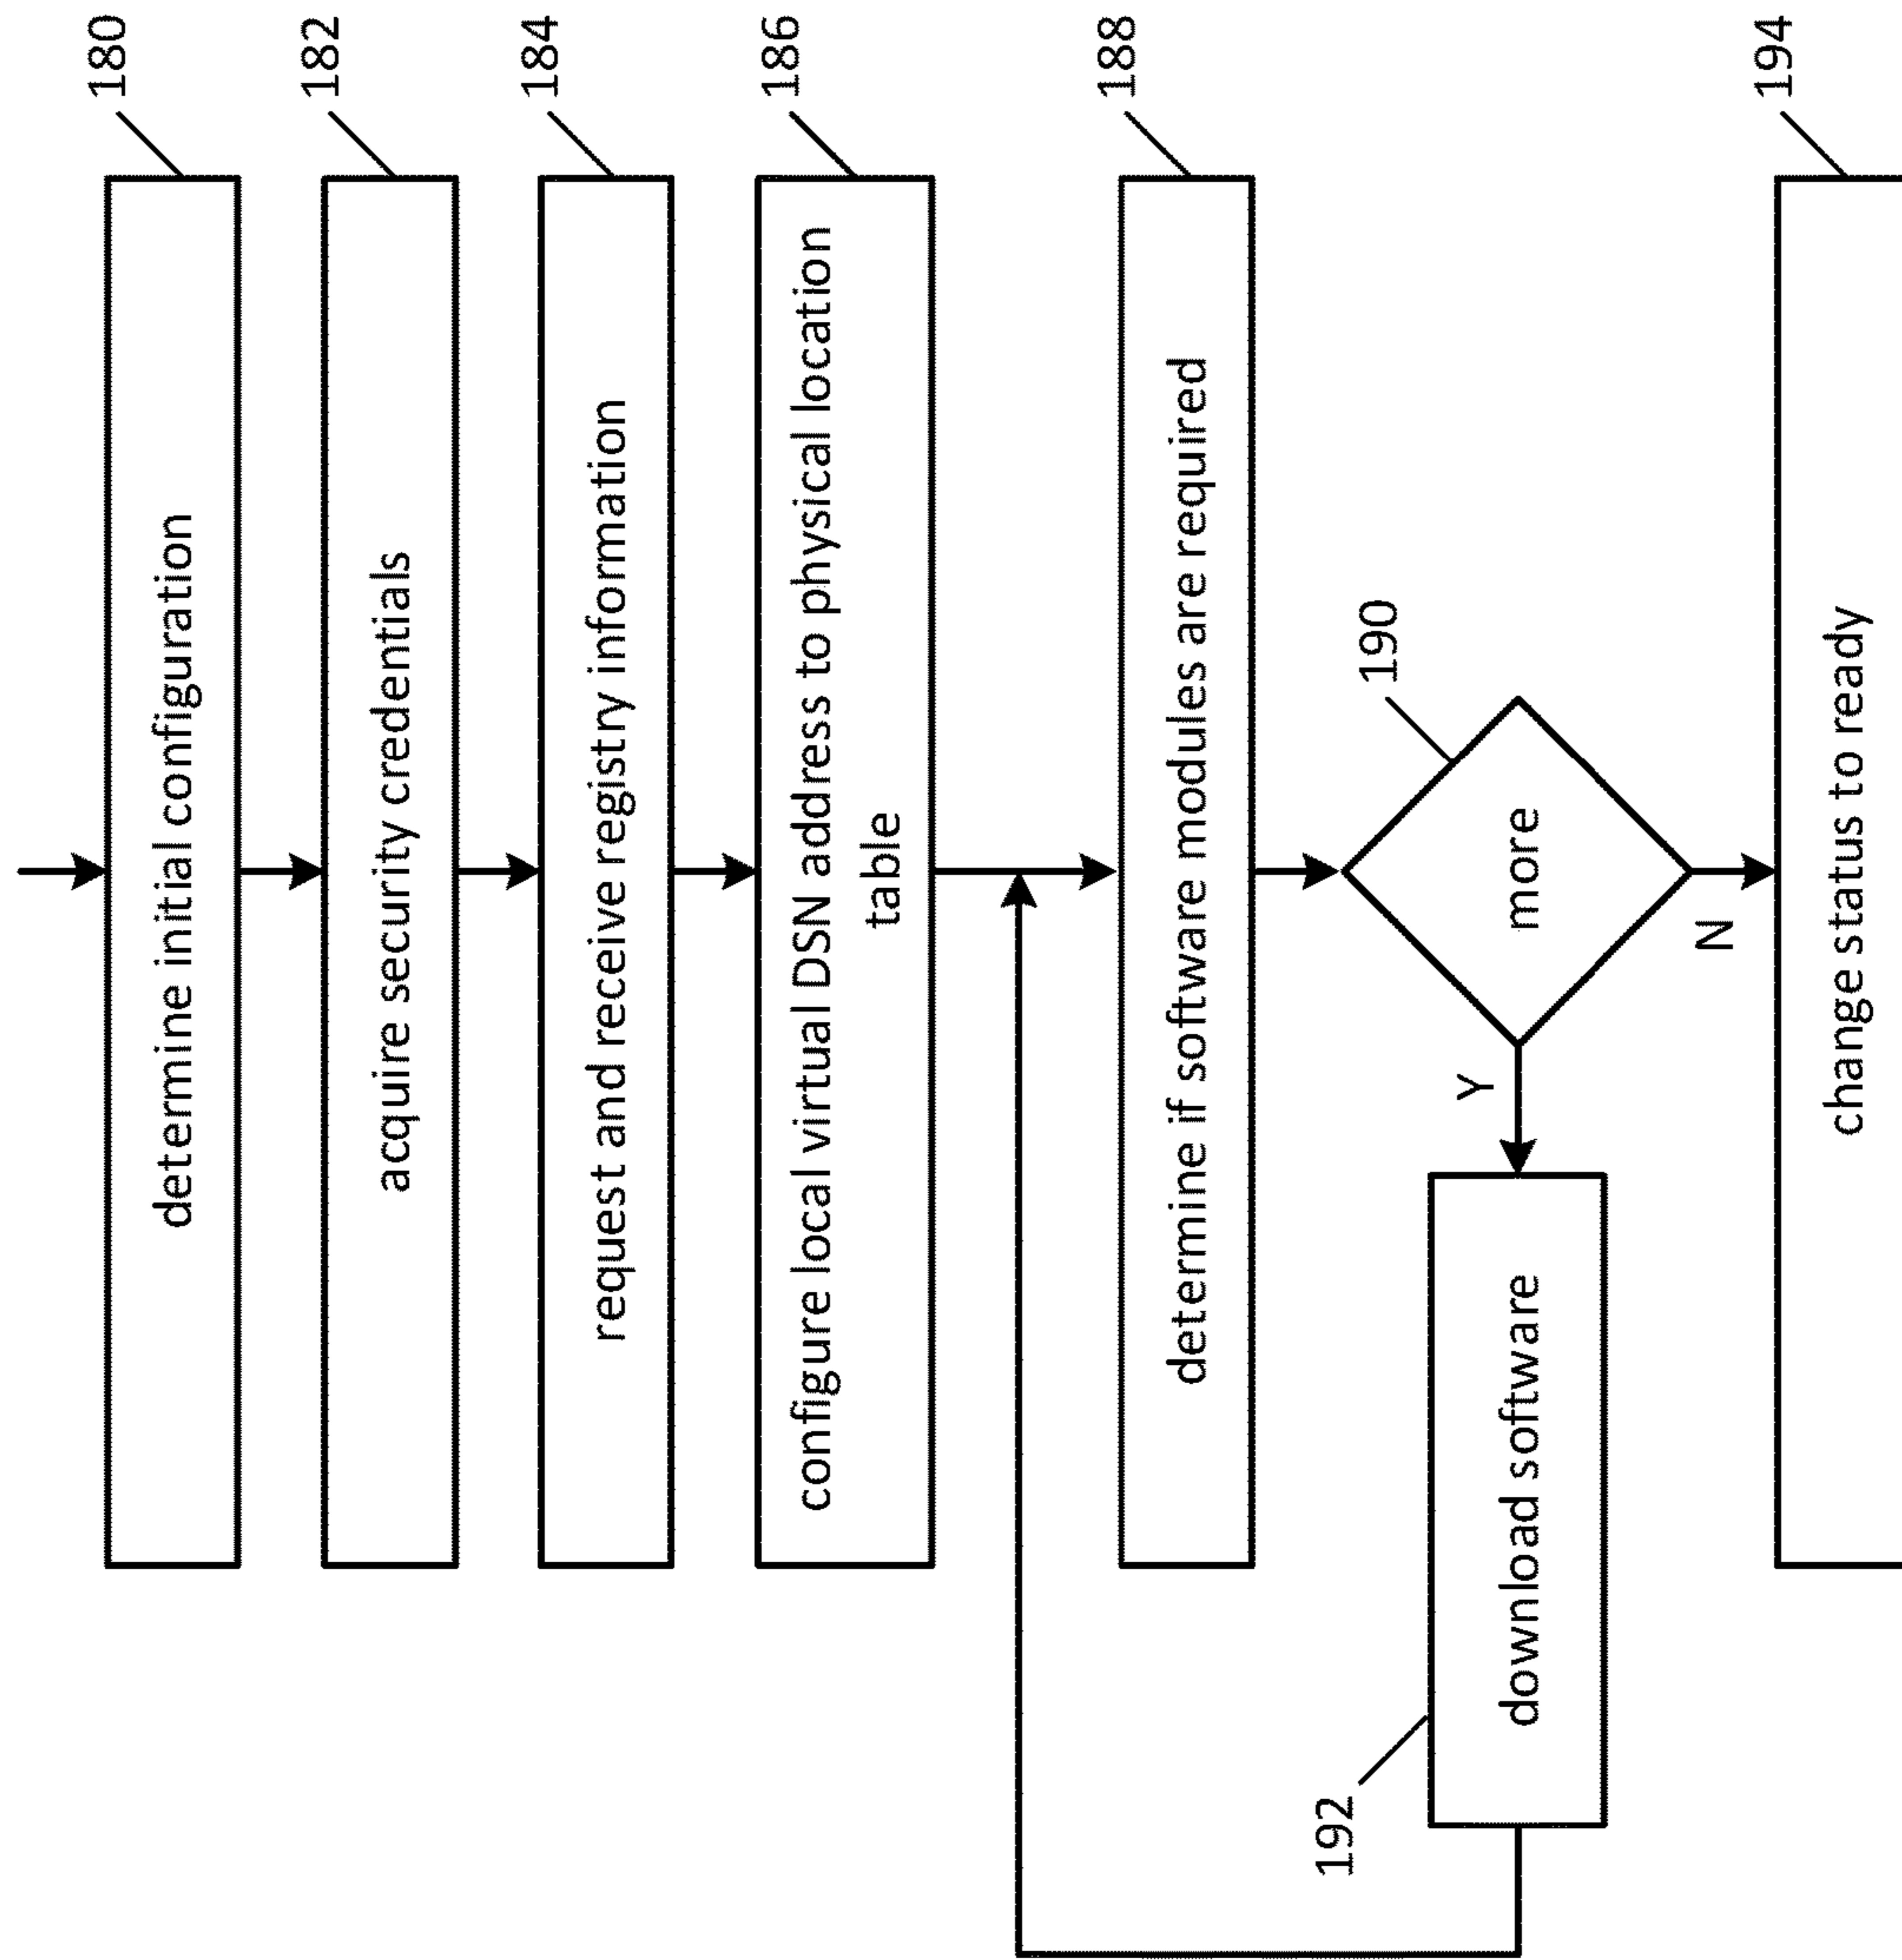 180
determine initial configuration
182
acquire security credentials
184
request and receive registry information
186
configure local virtual DSN address to physical location
table
188
determine if software modules are required
190
more
Y
N
192
download software
194
change status to ready